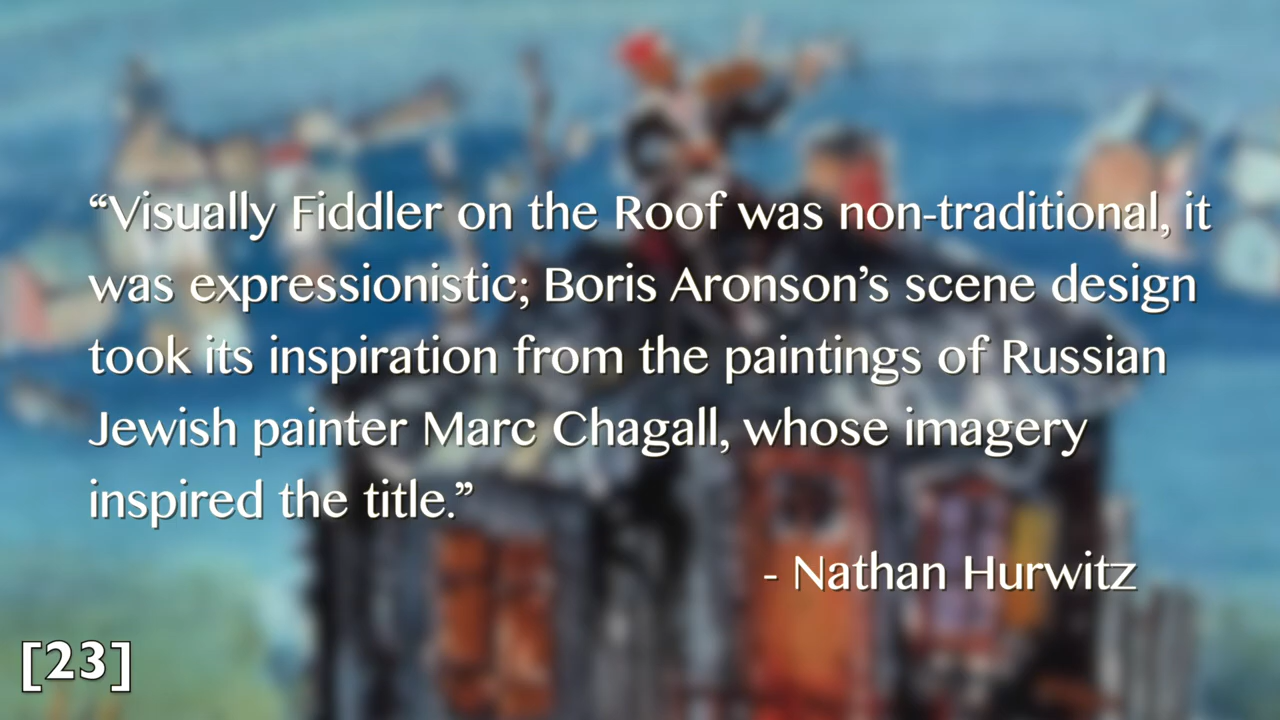 “Visually Fiddler on the Roof was non-traditional, it
was expressionistic; Boris Aronson’s scene design
took its inspiration from the paintings of Russian
Jewish painter Marc Chagall, whose imagery
inspired the title.”
- Nathan Hurwitz
[23]